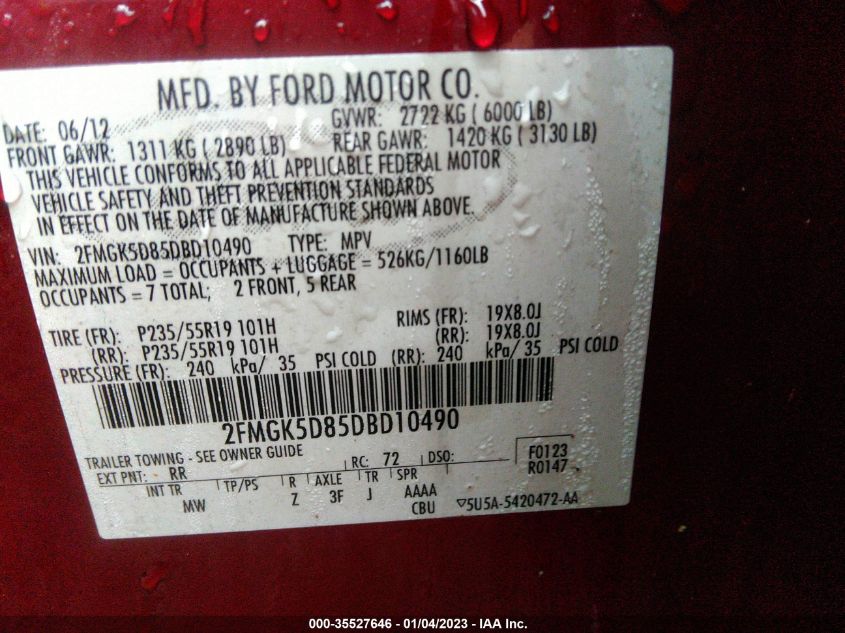 MFD. BY FORD MOTOR CO.
DATE: 06/12 GVWR: 2722 KG ( 6000 LB)
FRONT GAWR: 1311 KG ( 2890 LB) REAR GAWR: 1420 KG ( 3130 LB)
THIS VEHICLE CONFORMS TO ALL APPLICABLE FEDERAL MOTOR
VEHICLE SAFETY AND THEFT PREVENTION STANDARDS
IN EFFECT ON THE DATE OF MANUFACTURE SHOWN ABOVE.
VIN: 2FMGK5D85DBD10490 TYPE: MPV
MAXIMUM LOAD = OCCUPANTS + LUGGAGE = 526KG/1160LB
OCCUPANTS = 7 TOTAL; 2 FRONT, 5 REAR
TIRE (FR): P235/55R19 101H RIMS (FR): 19X8.0J
(RR): P235/55R19 101H (RR): 19X8.0J
PRESSURE (FR): 240 kPa/ 35 PSI COLD (RR): 240 kPa/ 35 PSI COLD
2FMGK5D85DBD10490
TRAILER TOWING - SEE OWNER GUIDE F0123
EXT PNT: RR RC: 72 DSO: R0147
INT TR TP/PS R AXLE TR SPR
MW Z 3F J AAAA
CBU ▽5U5A-5420472-AA
000-35527646 - 01/04/2023 - IAA Inc.